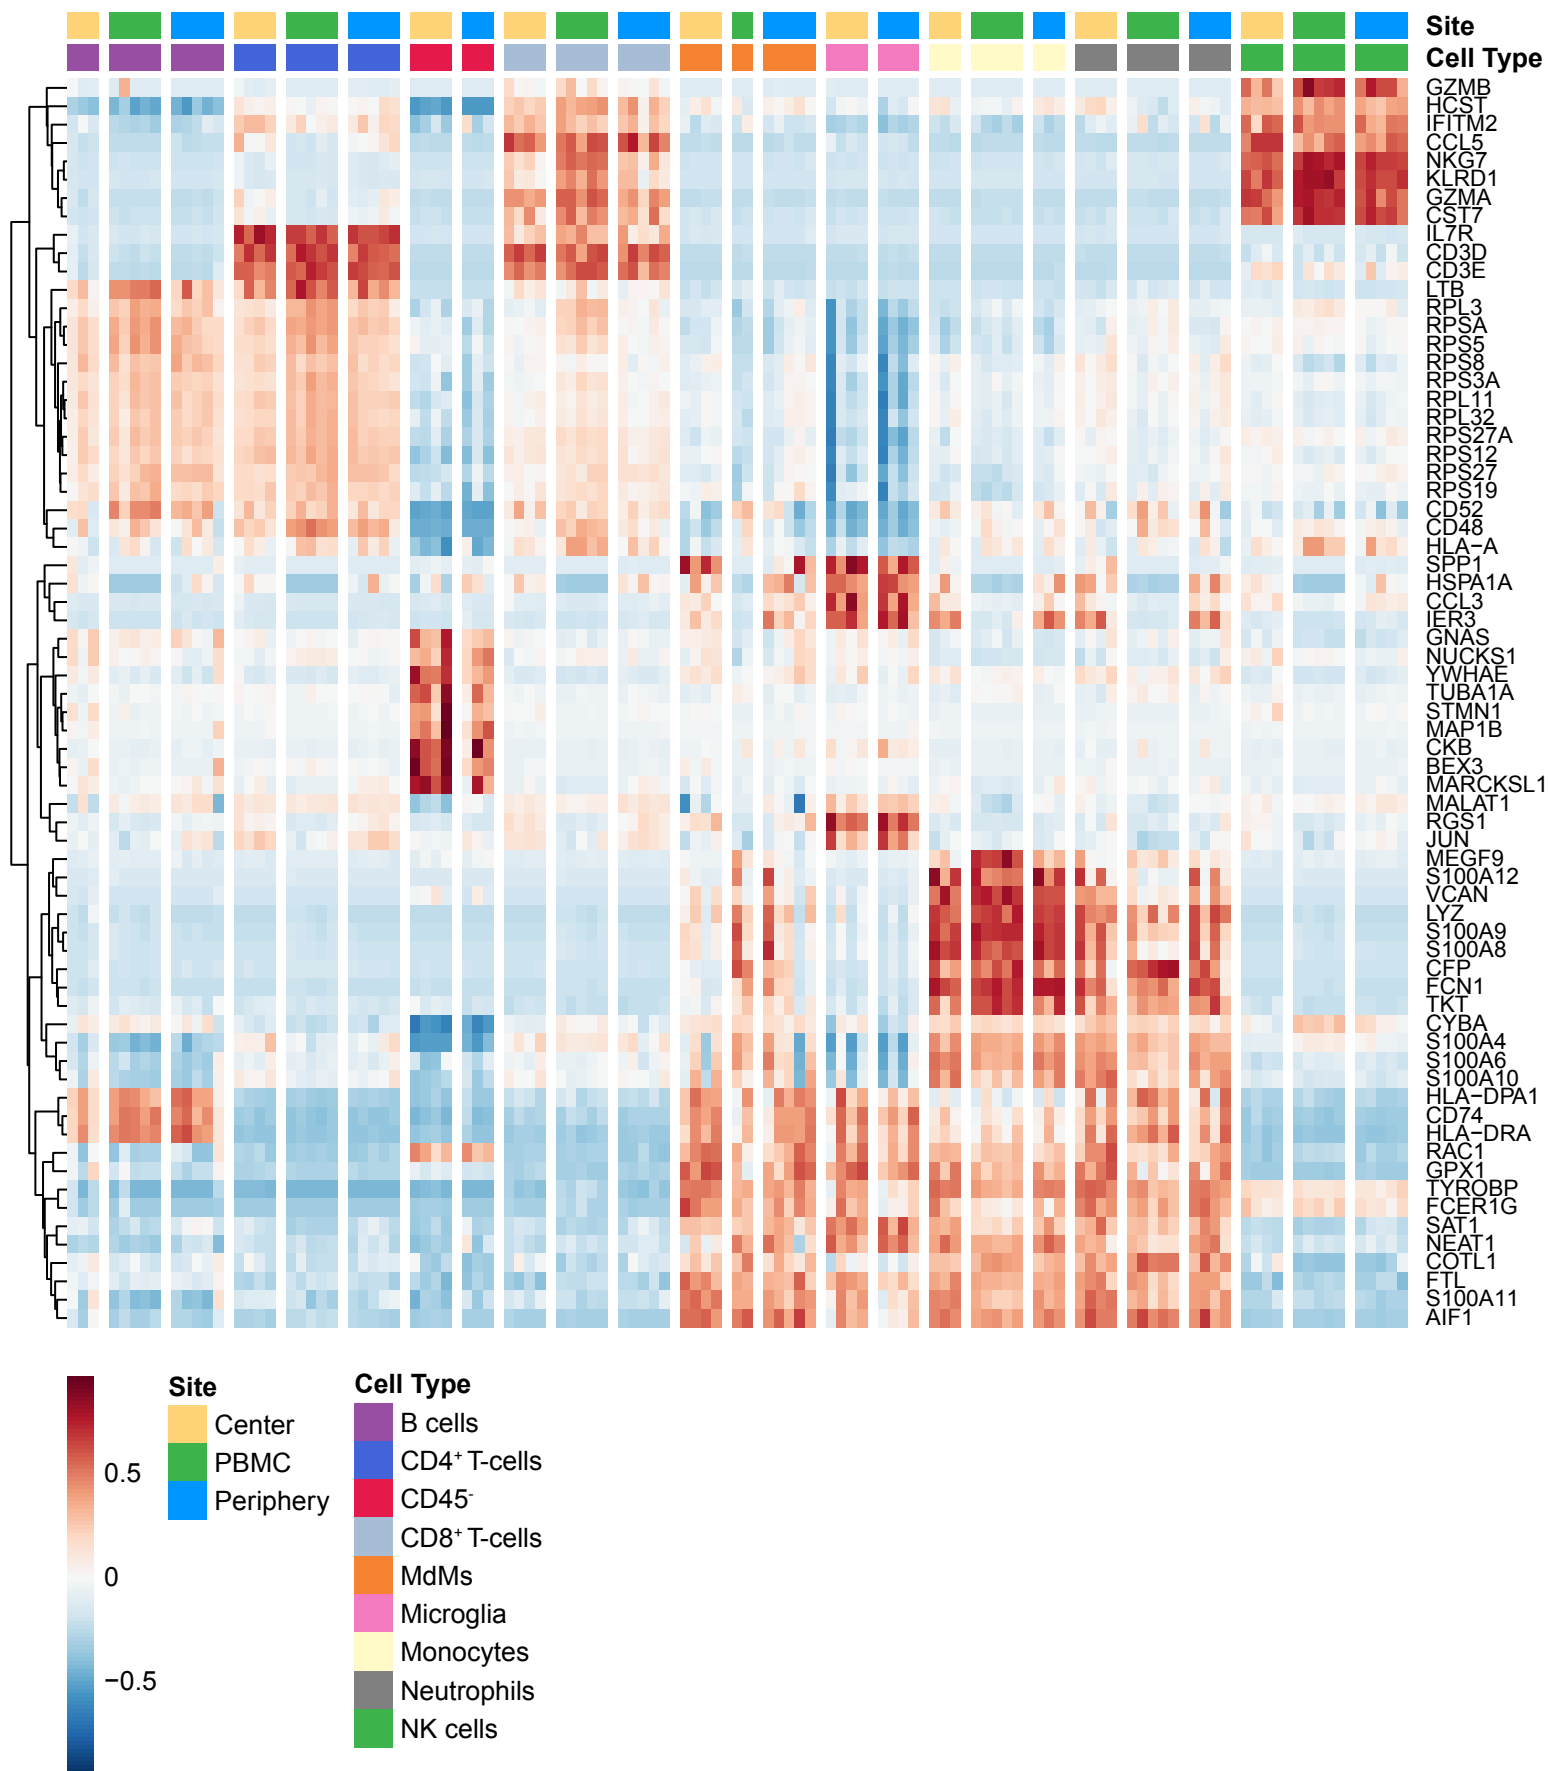 Site
Cell Type
GZMB
HCST
IFITM2
CCL5
NKG7
KLRD1
GZMA
CST7
IL7R
CD3D
CD3E
LTB
RPL3
RPSA
RPS5
RPS8
RPS3A
RPL11
RPL32
RPS27A
RPS12
RPS27
RPS19
CD52
CD48
HLA−A
SPP1
HSPA1A
CCL3
IER3
GNAS
NUCKS1
YWHAE
TUBA1A
STMN1
MAP1B
CKB
BEX3
MARCKSL1
MALAT1
RGS1
JUN
MEGF9
S100A12
VCAN
LYZ
S100A9
S100A8
CFP
FCN1
TKT
CYBA
S100A4
S100A6
S100A10
HLA−DPA1
CD74
HLA−DRA
RAC1
GPX1
TYROBP
FCER1G
SAT1
NEAT1
COTL1
FTL
S100A11
AIF1
0.5
0
−0.5
Site
Center
PBMC
Periphery
Cell Type
B cells
CD4⁺ T-cells
CD45⁻
CD8⁺ T-cells
MdMs
Microglia
Monocytes
Neutrophils
NK cells